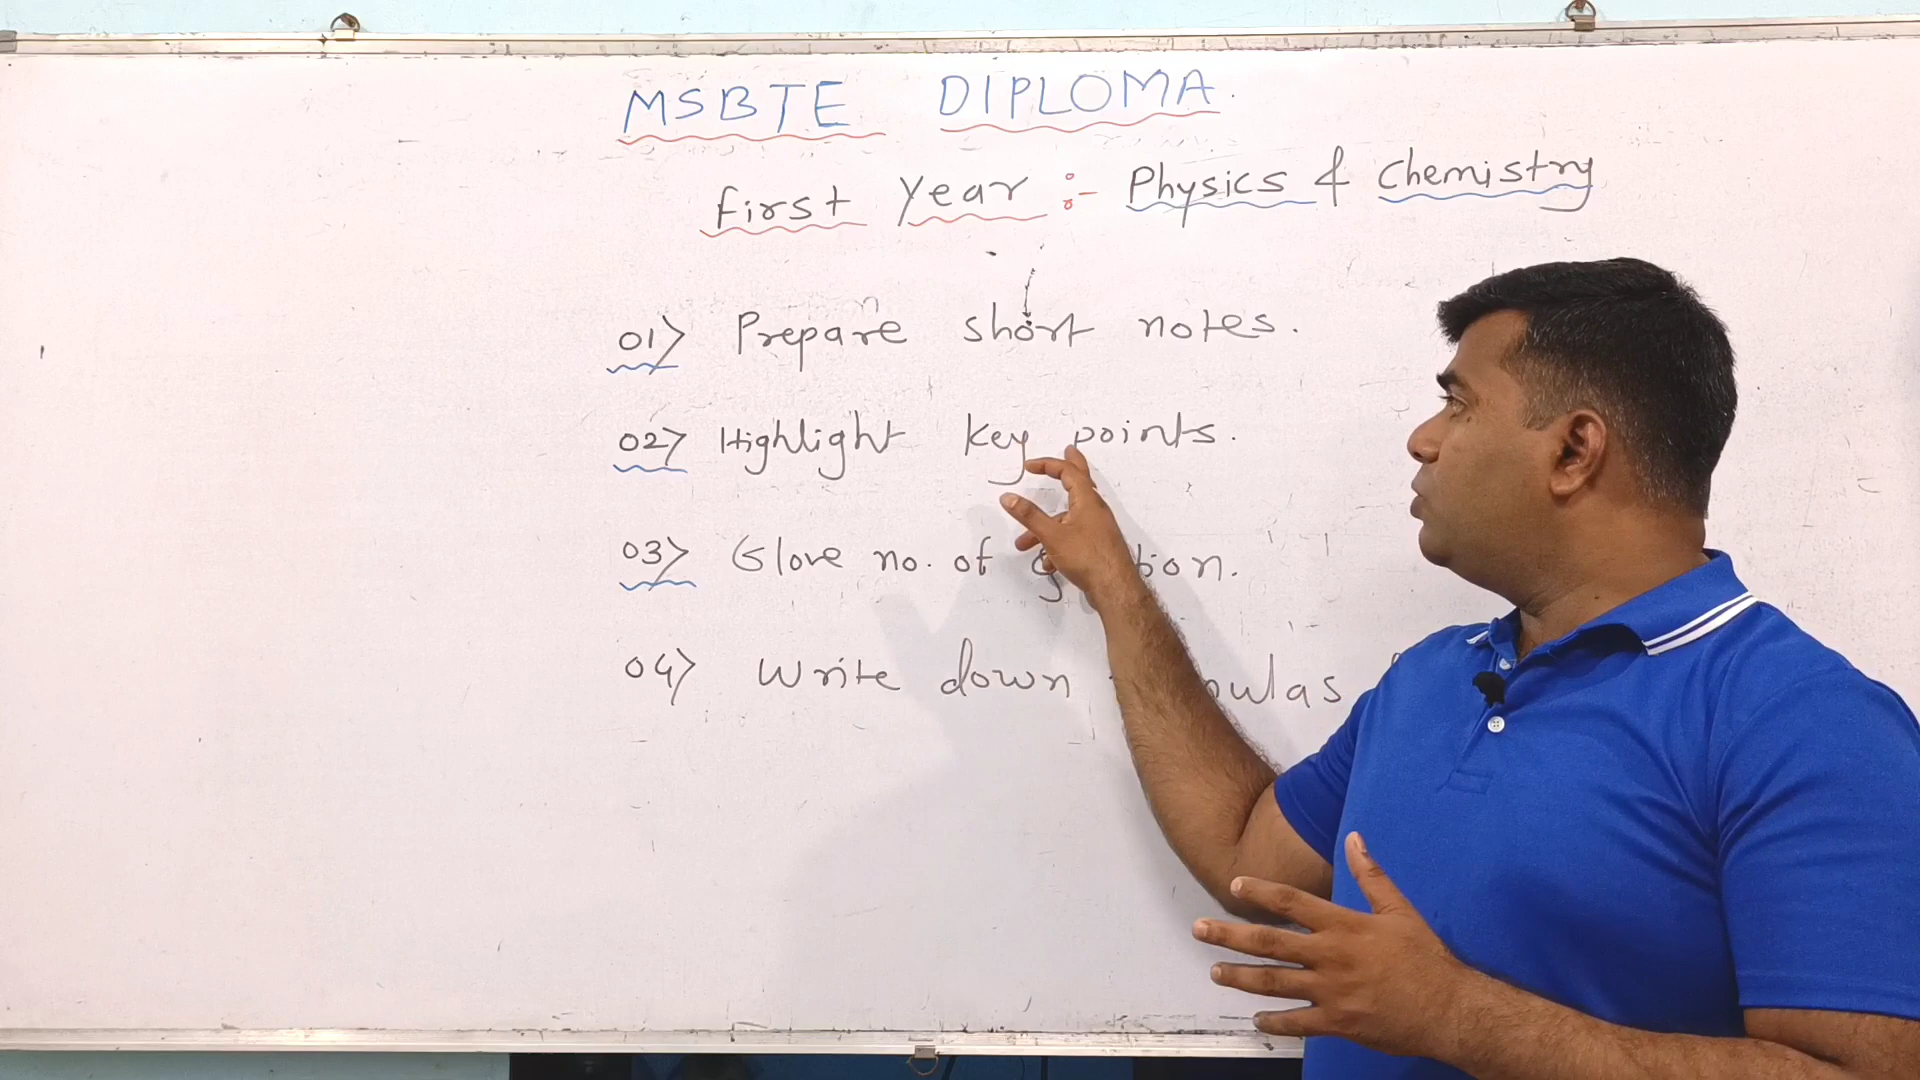 MSBTE DIPLOMA.
First Year :- Physics & Chemistry
01> Prepare short notes.
02> Highlight key points.
03> Glove no. of
04> Write down